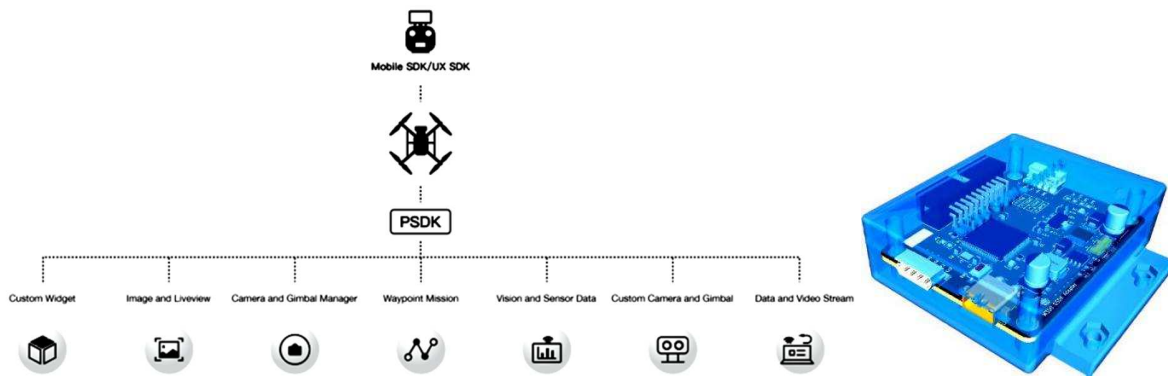 Mobile SDK/UX SDK
PSDK
Custom Widget
Image and Liveview
Camera and Gimbal Manager
Waypoint Mission
Vision and Sensor Data
Custom Camera and Gimbal
Data and Video Stream